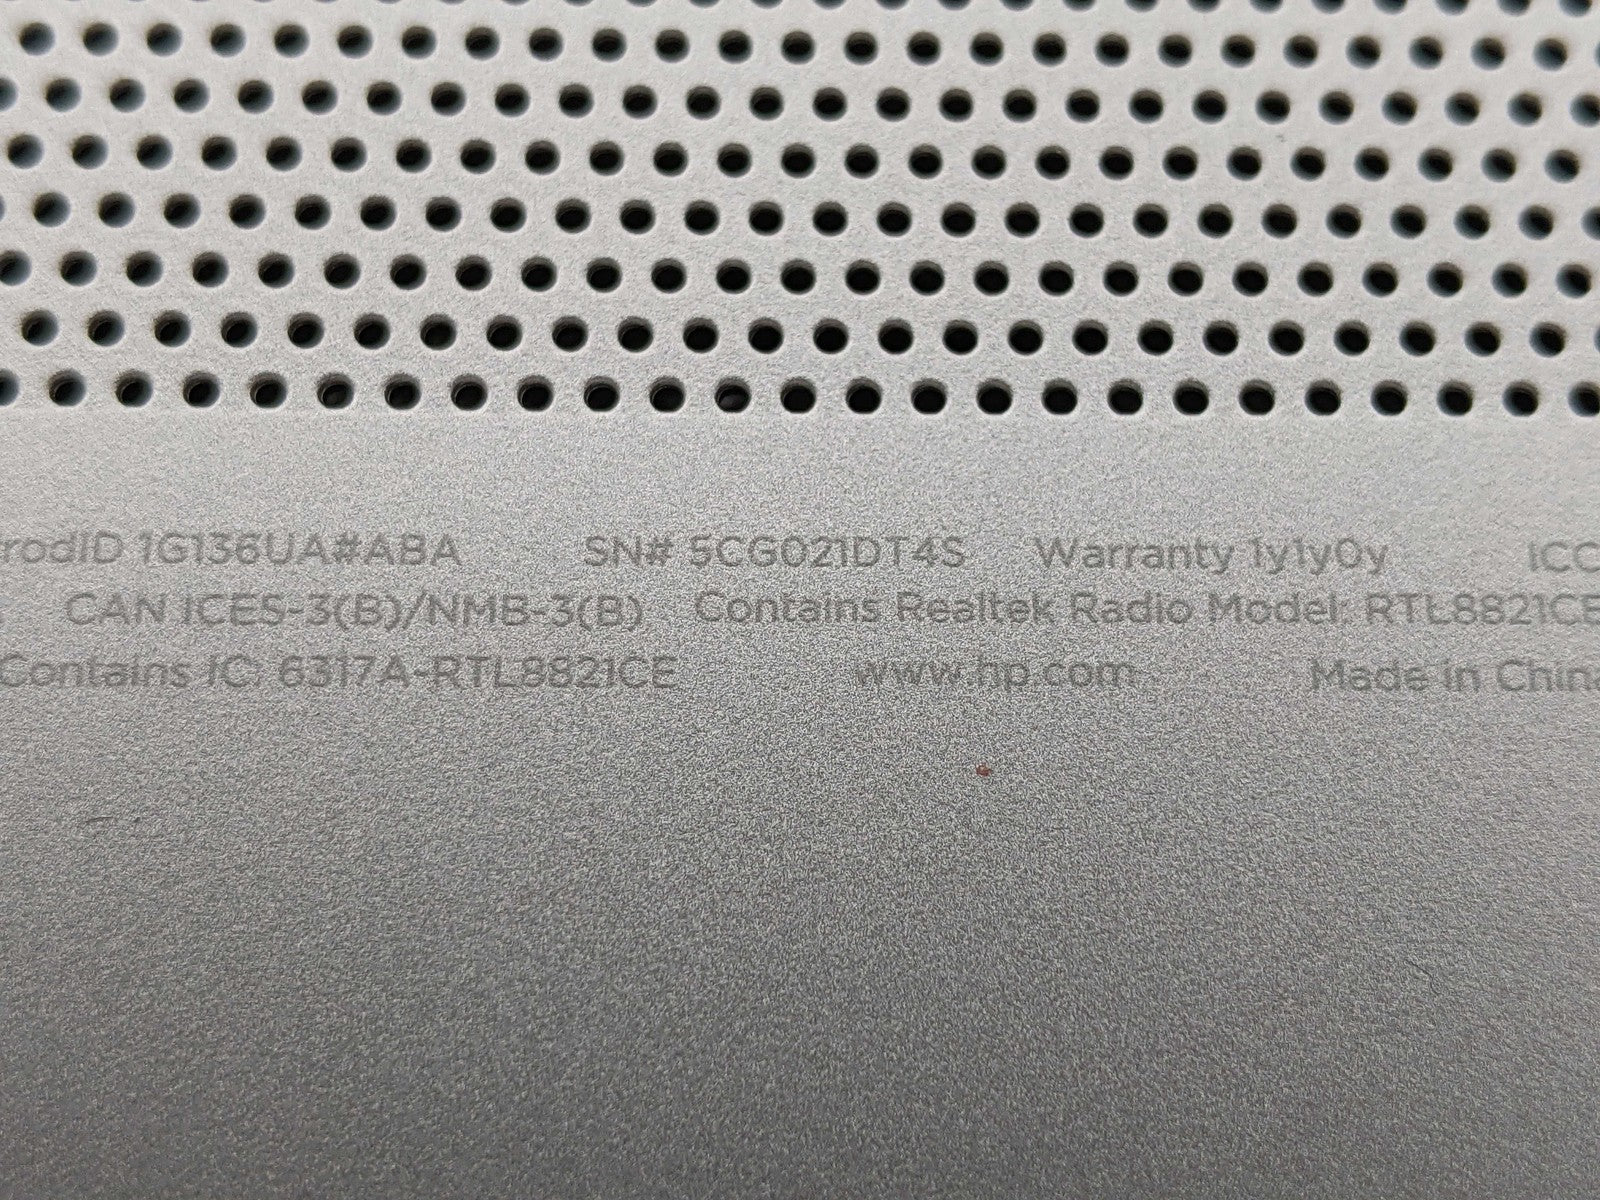 rodID 1G136UA#ABA SN# 5CG021DT4S Warranty 1y1y0y ICC
CAN ICES-3(B)/NMB-3(B) Contains Realtek Radio Model: RTL8821CE
Contains IC: 6317A-RTL8821CE www.hp.com Made in China